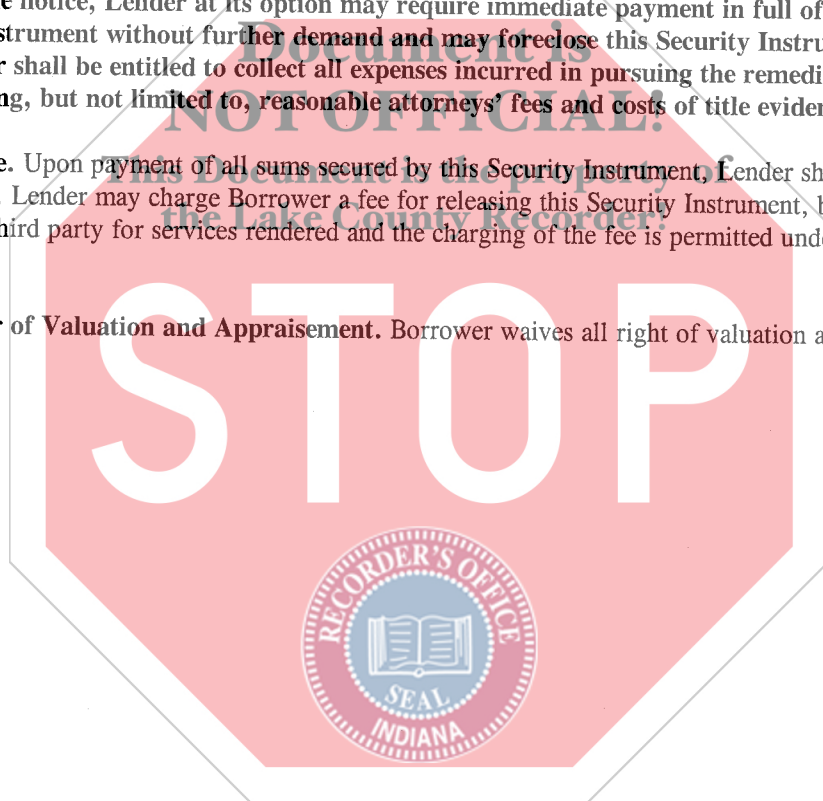 notice, Lender at its option may require immediate payment in full of
strument without further demand and may foreclose this Security Instru
r shall be entitled to collect all expenses incurred in pursuing the remedi
ng, but not limited to, reasonable attorneys' fees and costs of title eviden
e. Upon payment of all sums secured by this Security Instrument, Lender sh
. Lender may charge Borrower a fee for releasing this Security Instrument, b
hird party for services rendered and the charging of the fee is permitted und
r of Valuation and Appraisement. Borrower waives all right of valuation a
Document is
NOT OFFICIAL!
This Document is the property of
the Lake County Recorder!
STOP
RECORDER'S OFFICE
SEAL
INDIANA